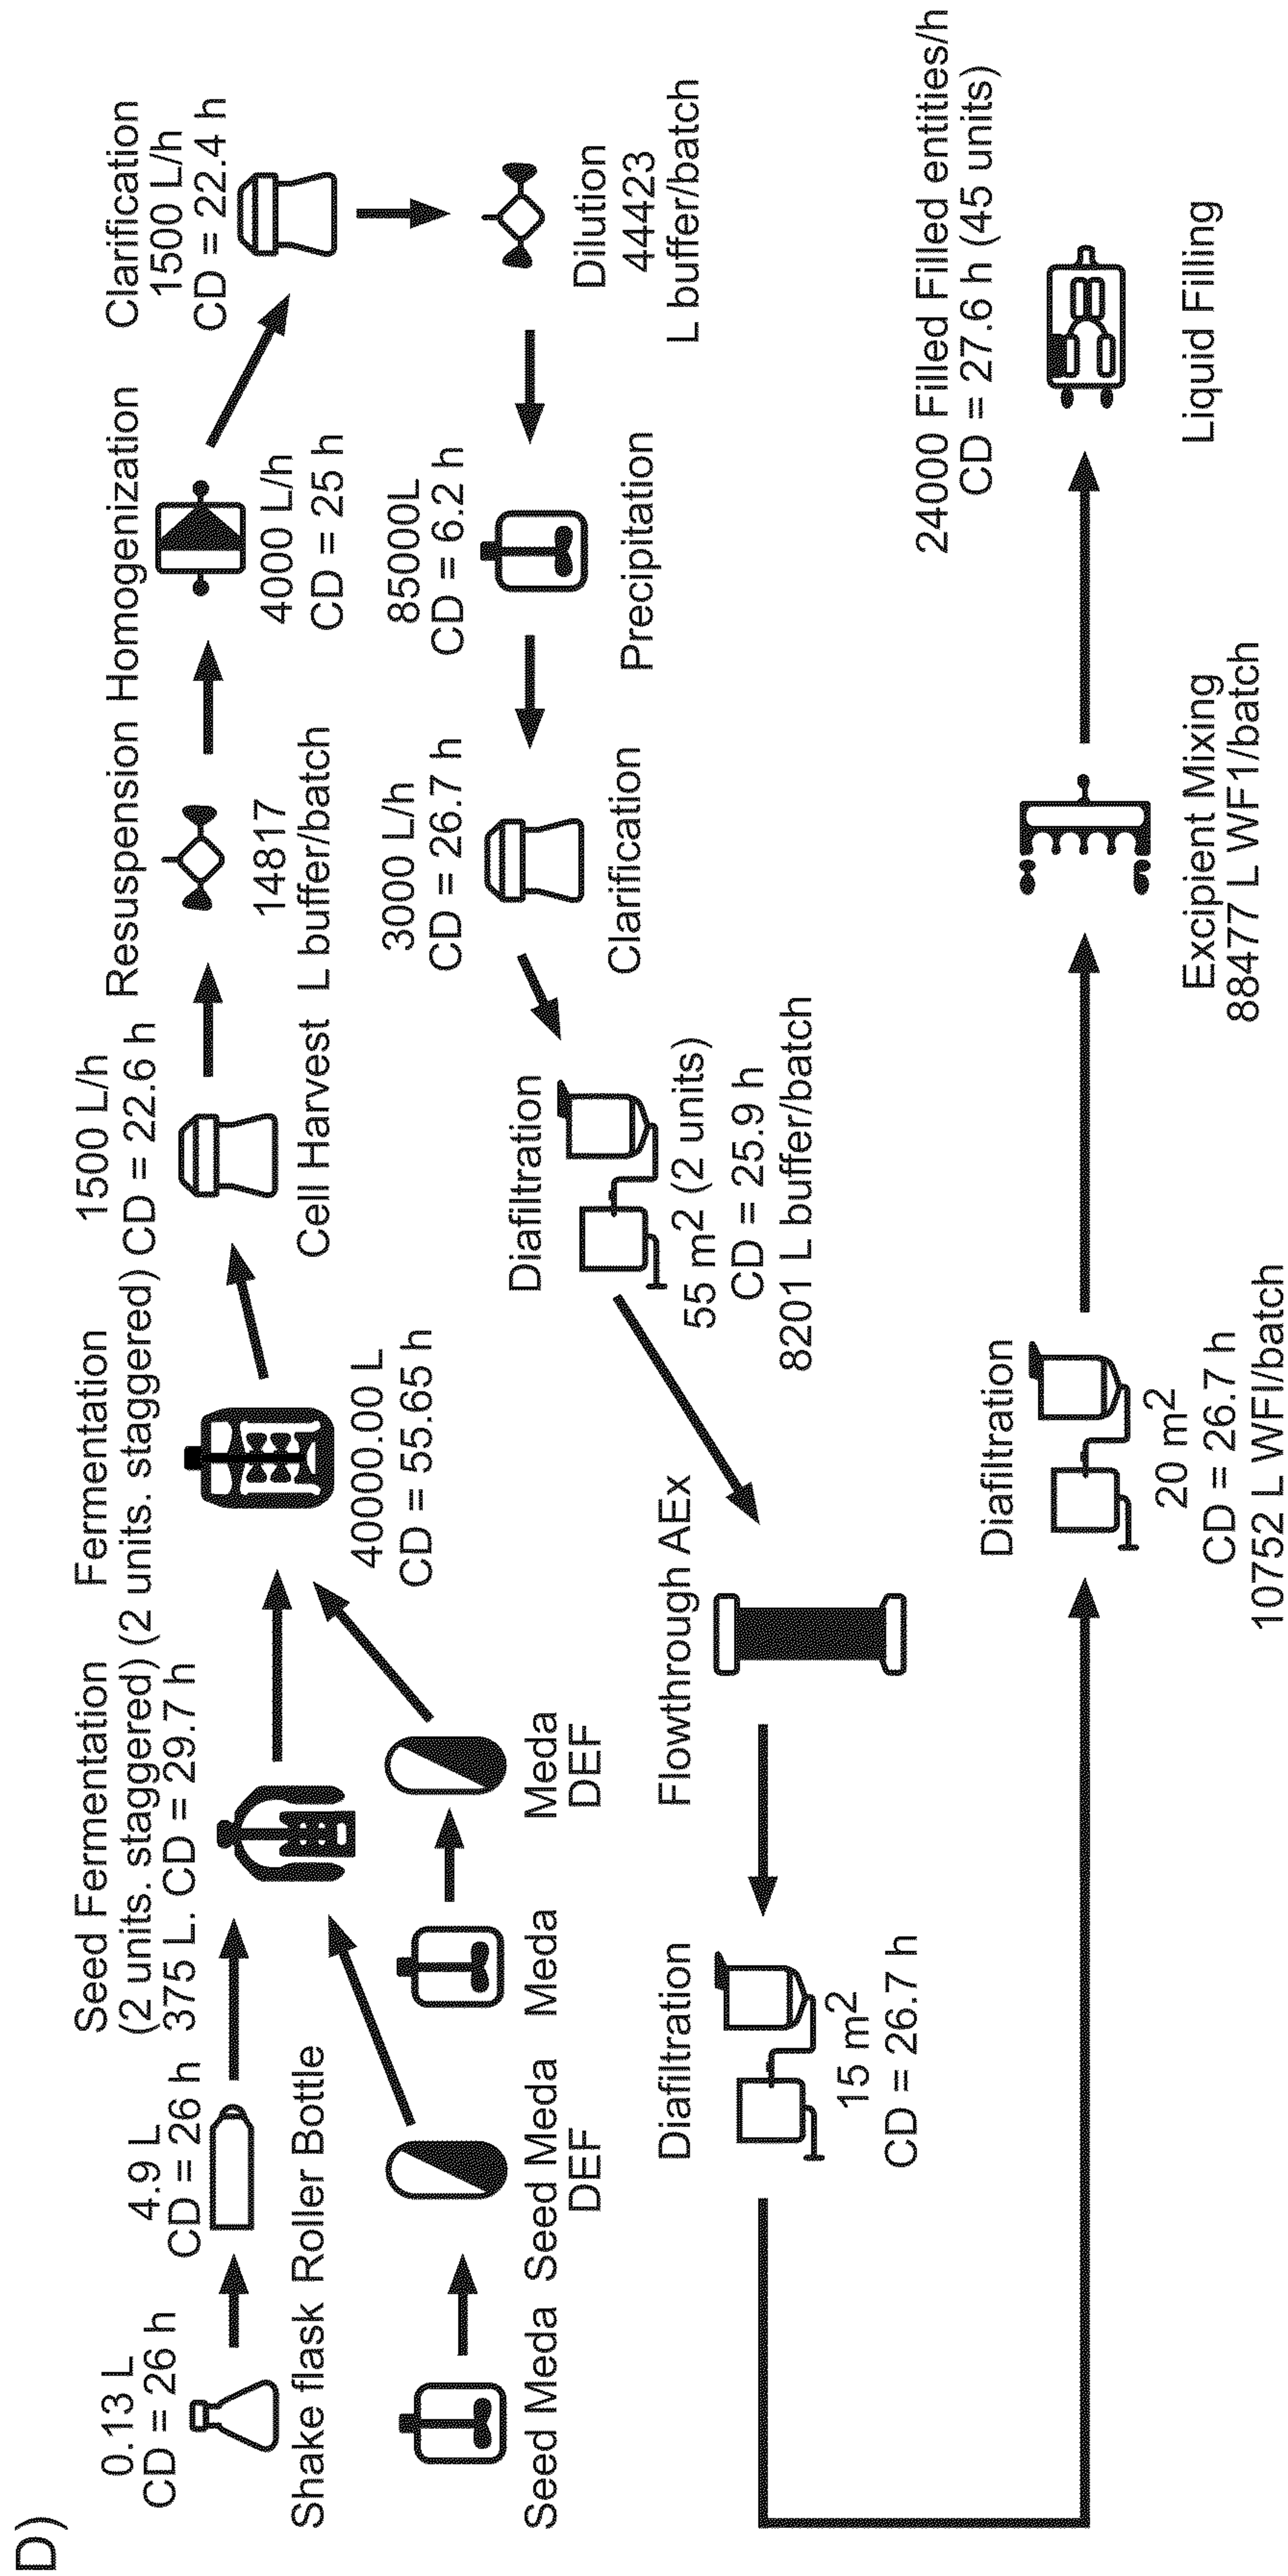 D)
0.13 L
CD = 26 h
Shake flask
4.9 L
CD = 26 h
Roller Bottle
Seed Fermentation
(2 units. staggered)
375 L. CD = 29.7 h
Fermentation
(2 units. staggered)
40000.00 L
CD = 55.65 h
1500 L/h
CD = 22.6 h
Cell Harvest
Resuspension
14817
L buffer/batch
Homogenization
4000 L/h
CD = 25 h
Clarification
1500 L/h
CD = 22.4 h
Seed Meda
Seed Meda
DEF
Meda
Meda
DEF
Dilution
44423
L buffer/batch
85000L
CD = 6.2 h
Precipitation
3000 L/h
CD = 26.7 h
Clarification
Diafiltration
55 m2 (2 units)
CD = 25.9 h
8201 L buffer/batch
Flowthrough AEx
Diafiltration
15 m2
CD = 26.7 h
Diafiltration
20 m2
CD = 26.7 h
10752 L WFI/batch
Excipient Mixing
88477 L WF1/batch
24000 Filled Filled entities/h
CD = 27.6 h (45 units)
Liquid Filling